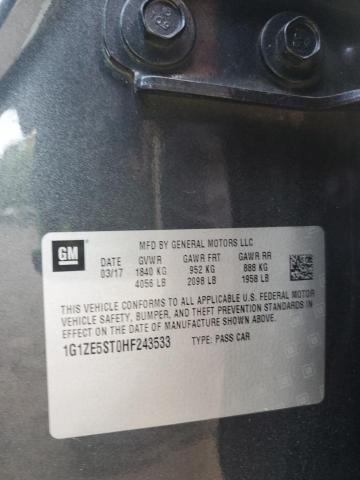 GM
MFD BY GENERAL MOTORS LLC
DATE GVWR GAWR FRT GAWR RR
03/17 1840 KG 952 KG 888 KG
4056 LB 2098 LB 1958 LB
THIS VEHICLE CONFORMS TO ALL APPLICABLE U.S. FEDERAL MOTOR
VEHICLE SAFETY, BUMPER, AND THEFT PREVENTION STANDARDS IN
EFFECT ON THE DATE OF MANUFACTURE SHOWN ABOVE.
1G1ZE5ST0HF243533 TYPE: PASS CAR